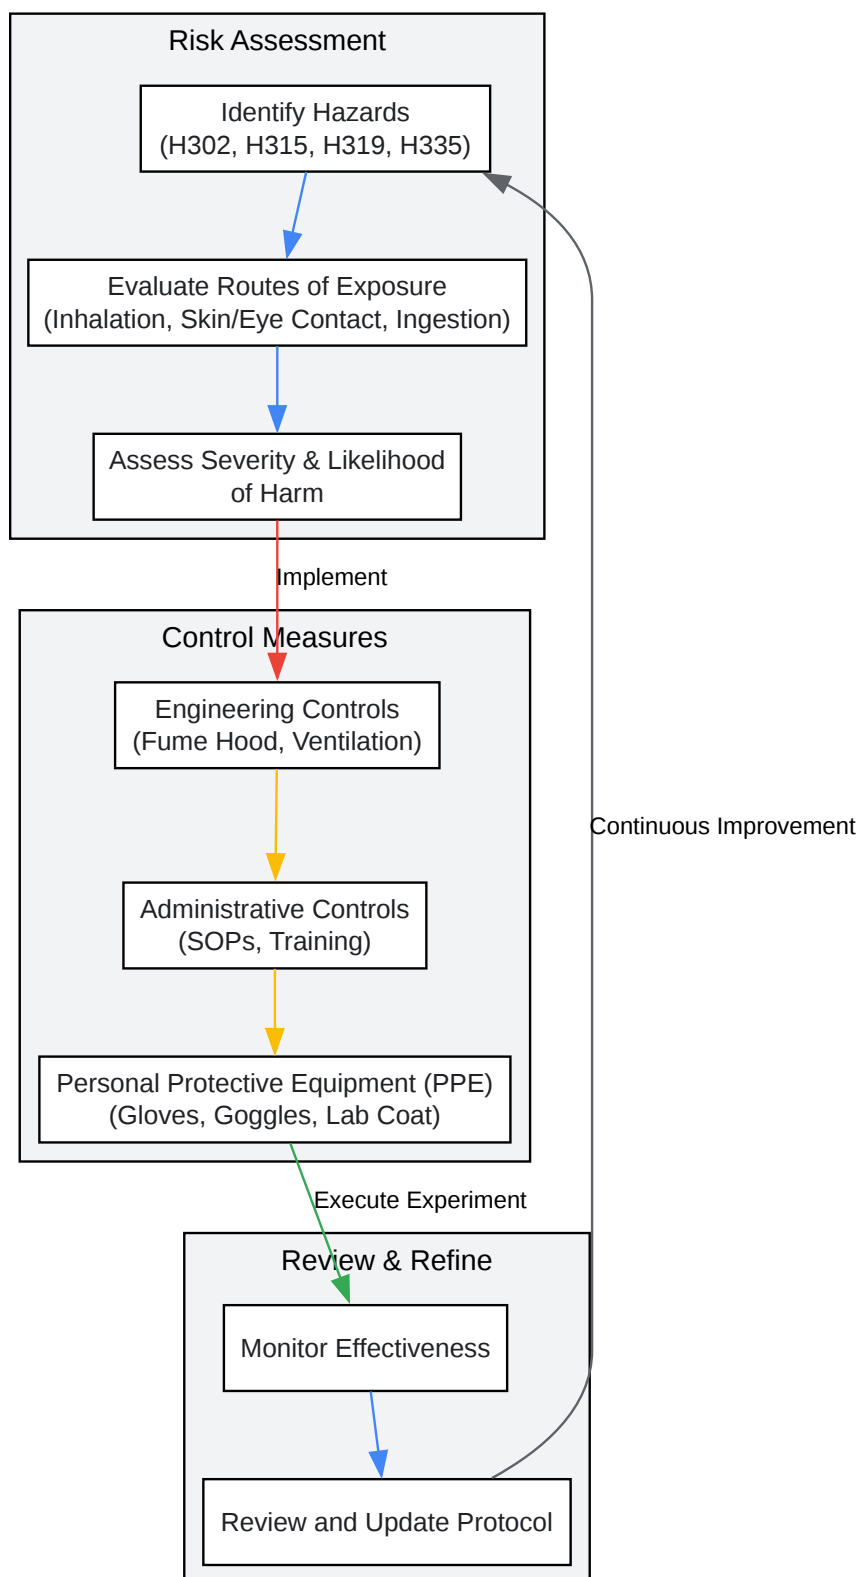 Risk Assessment
Identify Hazards
(H302, H315, H319, H335)
Evaluate Routes of Exposure
(Inhalation, Skin/Eye Contact, Ingestion)
Assess Severity & Likelihood
of Harm
Implement
Control Measures
Engineering Controls
(Fume Hood, Ventilation)
Continuous Improvement
Administrative Controls
(SOPs, Training)
Personal Protective Equipment (PPE)
(Gloves, Goggles, Lab Coat)
Execute Experiment
Review & Refine
Monitor Effectiveness
Review and Update Protocol